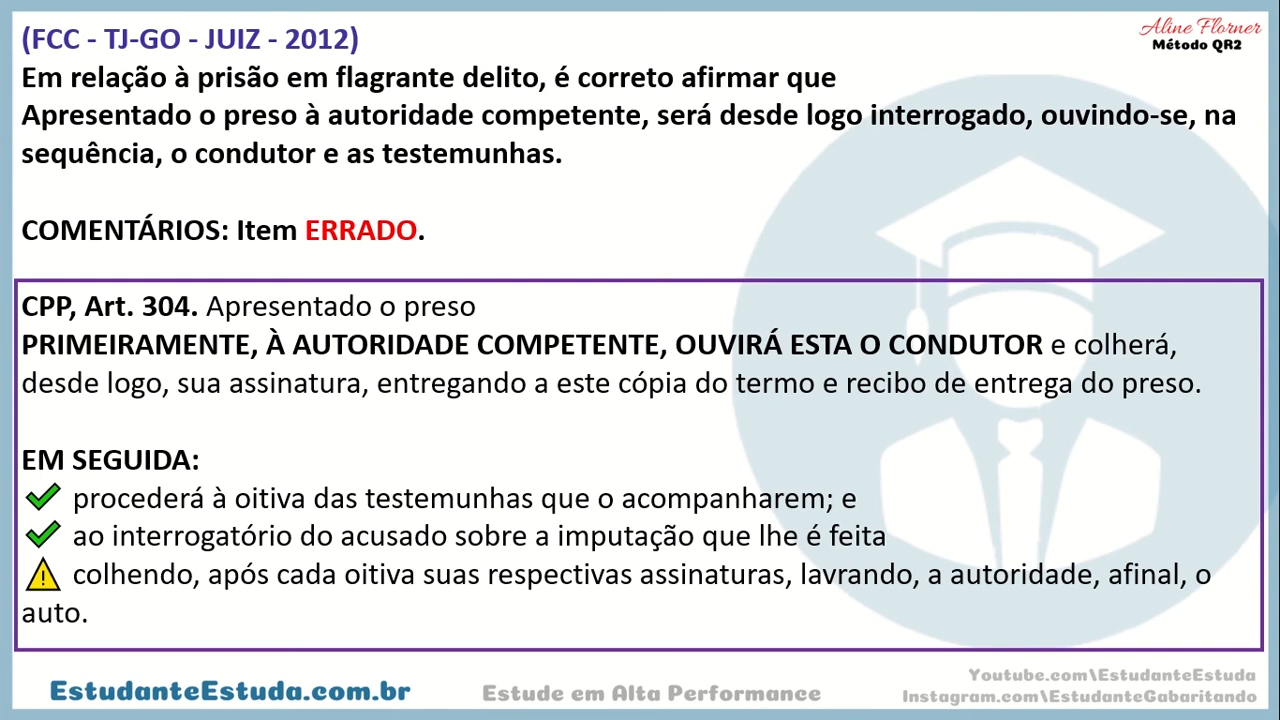 (FCC - TJ-GO - JUIZ - 2012)
Aline Florner
Método QR2
Em relação à prisão em flagrante delito, é correto afirmar que
Apresentado o preso à autoridade competente, será desde logo interrogado, ouvindo-se, na
sequência, o condutor e as testemunhas.
COMENTÁRIOS: Item ERRADO.
CPP, Art. 304. Apresentado o preso
PRIMEIRAMENTE, À AUTORIDADE COMPETENTE, OUVIRÁ ESTA O CONDUTOR e colherá,
desde logo, sua assinatura, entregando a este cópia do termo e recibo de entrega do preso.
EM SEGUIDA:
procederá à oitiva das testemunhas que o acompanharem; e
ao interrogatório do acusado sobre a imputação que lhe é feita
colhendo, após cada oitiva suas respectivas assinaturas, lavrando, a autoridade, afinal, o
auto.
EstudanteEstuda.com.br
Estude em Alta Performance
Youtube.com\EstudanteEstuda
Instagram.com\EstudanteGabaritando